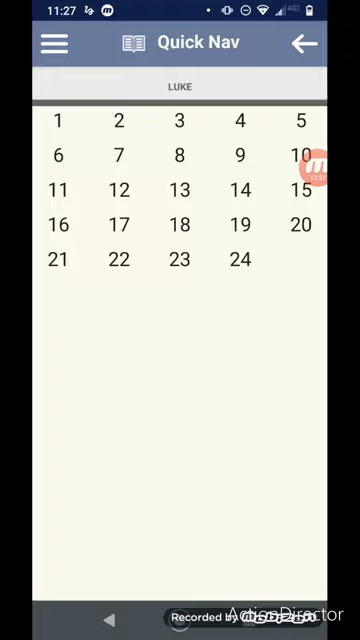 11:27
4G
Quick Nav
LUKE
1 2 3 4 5
6 7 8 9 10
11 12 13 14 15
16 17 18 19 20
21 22 23 24
Recorded by
ActionDirector